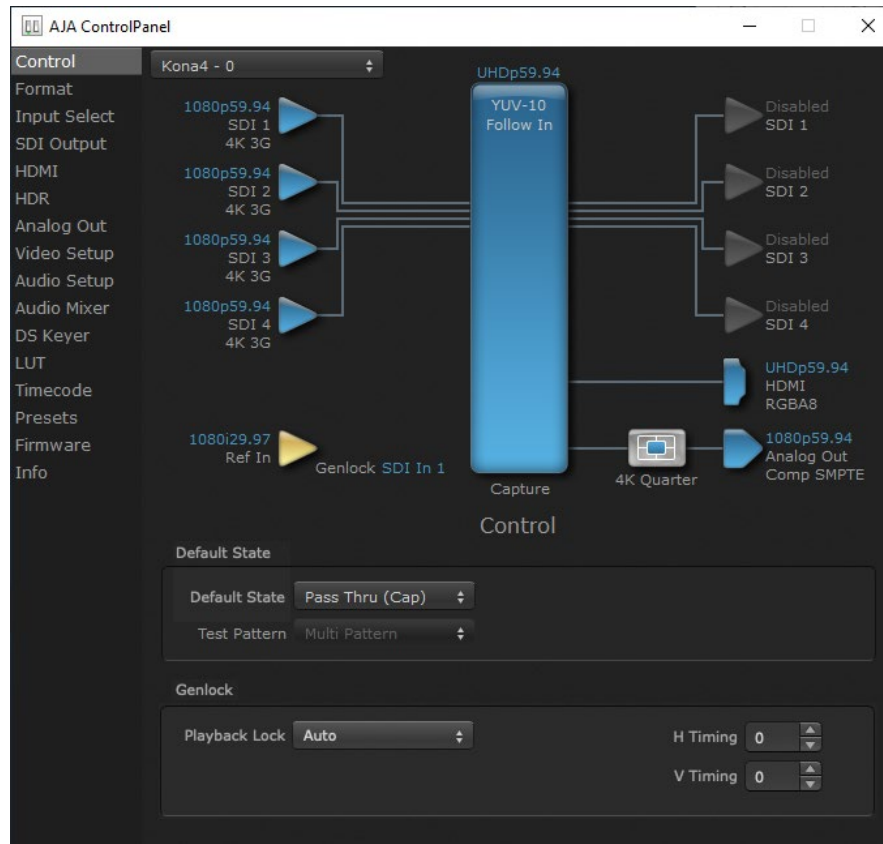 AJA ControlPanel
Control
Format
Input Select
SDI Output
HDMI
HDR
Analog Out
Video Setup
Audio Setup
Audio Mixer
DS Keyer
LUT
Timecode
Presets
Firmware
Info
Kona4 - 0
UHDp59.94
YUV-10
Follow In
1080p59.94
SDI 1
4K 3G
1080p59.94
SDI 2
4K 3G
1080p59.94
SDI 3
4K 3G
1080p59.94
SDI 4
4K 3G
1080i29.97
Ref In
Genlock SDI In 1
Capture
Disabled
SDI 1
Disabled
SDI 2
Disabled
SDI 3
Disabled
SDI 4
UHDp59.94
HDMI
RGBA8
4K Quarter
1080p59.94
Analog Out
Comp SMPTE
Control
Default State
Default State Pass Thru (Cap)
Test Pattern Multi Pattern
Genlock
Playback Lock Auto
H Timing 0
V Timing 0